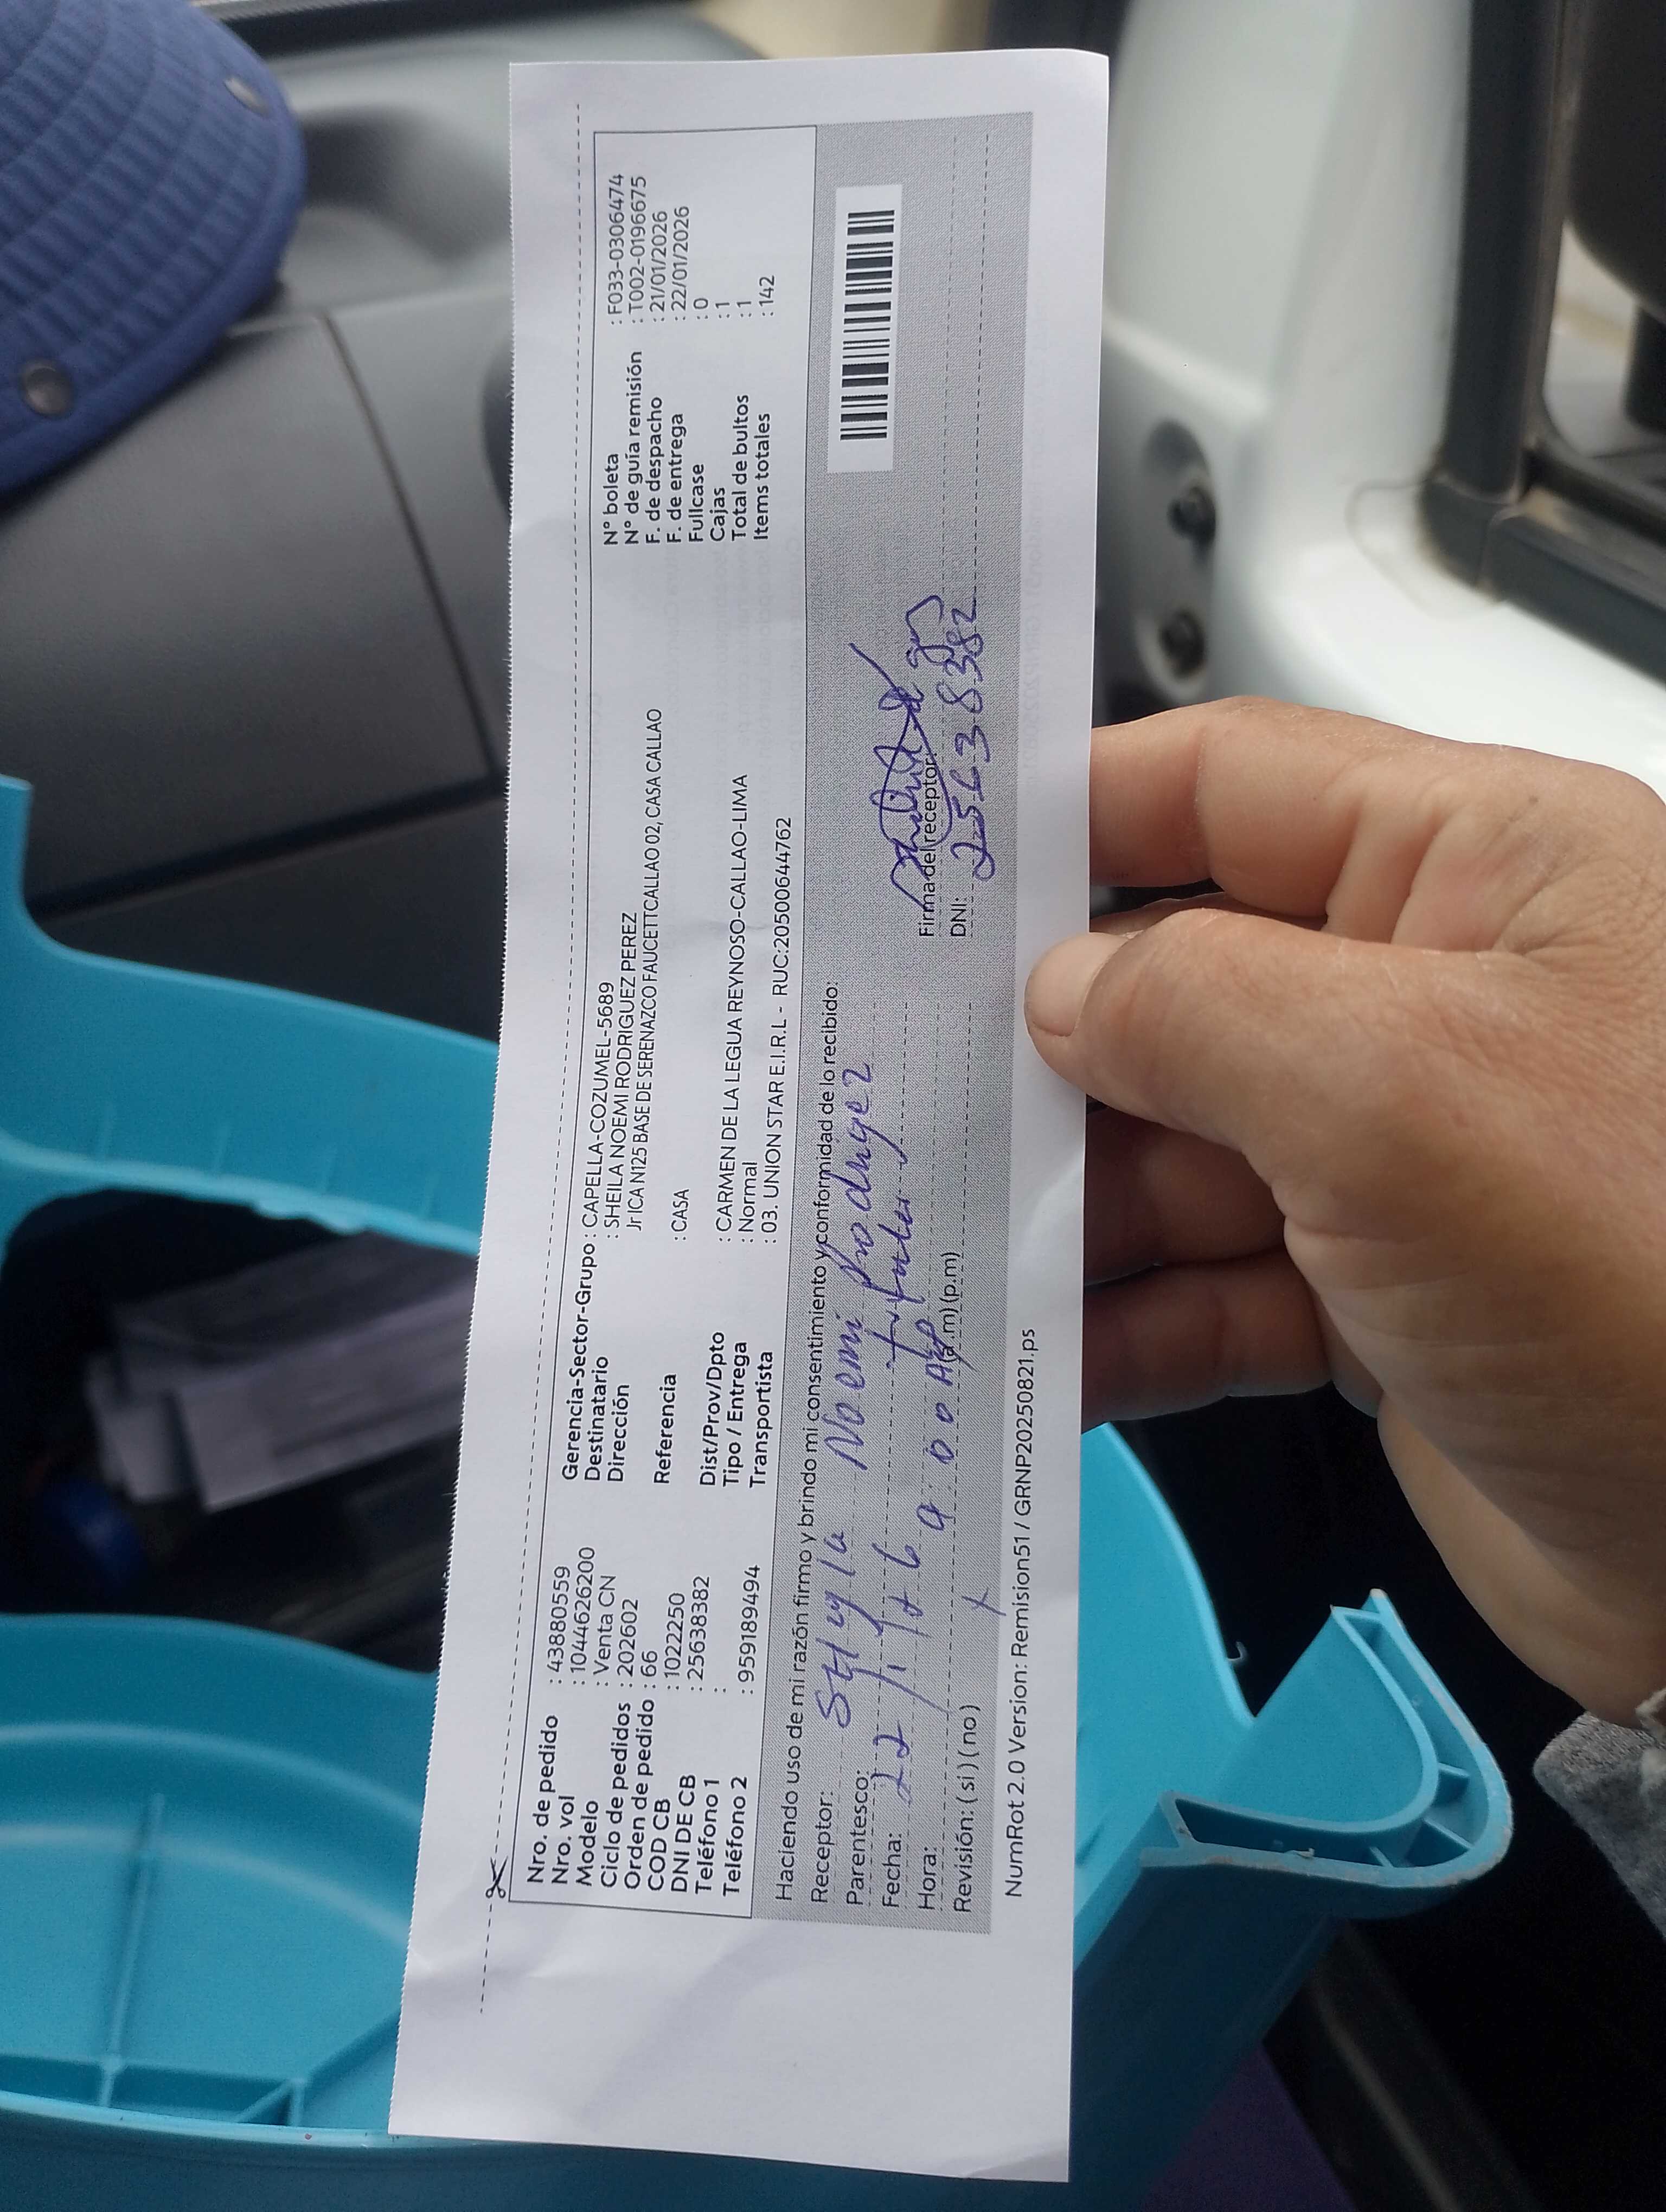 Nro. de pedido : 43880559
Nro. vol : 1044626200
Modelo : Venta CN
Ciclo de pedidos : 202602
Orden de pedido : 66
COD CB : 1022250
DNI DE CB : 25638382
Teléfono 1 :
Teléfono 2 : 959189494
Gerencia-Sector-Grupo : CAPELLA-COZUMEL-5689
Destinatario : SHEILA NOEMI RODRIGUEZ PEREZ
Dirección Jr ICA N125 BASE DE SERENAZCO FAUCETTCALLAO 02, CASA CALLAO
Referencia : CASA
Dist/Prov/Dpto : CARMEN DE LA LEGUA REYNOSO-CALLAO-LIMA
Tipo / Entrega : Normal
Transportista : 03. UNION STAR E.I.R.L - RUC:20500644762
N° boleta : F033-0306474
N° de guía remisión : T002-0196675
F. de despacho : 21/01/2026
F. de entrega : 22/01/2026
Fullcase : 0
Cajas : 1
Total de bultos : 1
Items totales : 142
Haciendo uso de mi razón firmo y brindo mi consentimiento y conformidad de lo recibido:
Receptor: Noemi
Parentesco:
Fecha: 22
Hora: (a.m) (p.m)
Revisión: ( si ) ( no )
Firma del receptor:
DNI: 25638382
NumRot 2.0 Version: Remision51 / GRNP20250821.ps